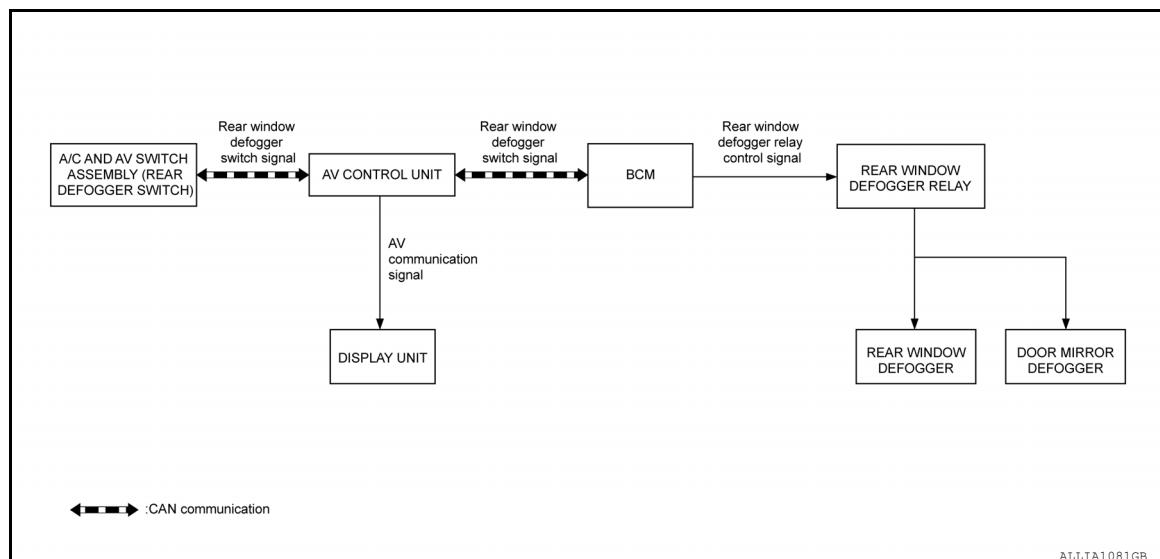 Rear window
defogger
switch signal
Rear window
defogger
switch signal
Rear window
defogger relay
control signal
A/C AND AV SWITCH
ASSEMBLY (REAR
DEFOGGER SWITCH)
AV CONTROL UNIT
BCM
REAR WINDOW
DEFOGGER RELAY
AV
communication
signal
DISPLAY UNIT
REAR WINDOW
DEFOGGER
DOOR MIRROR
DEFOGGER
:CAN communication
ALLIA1081GB